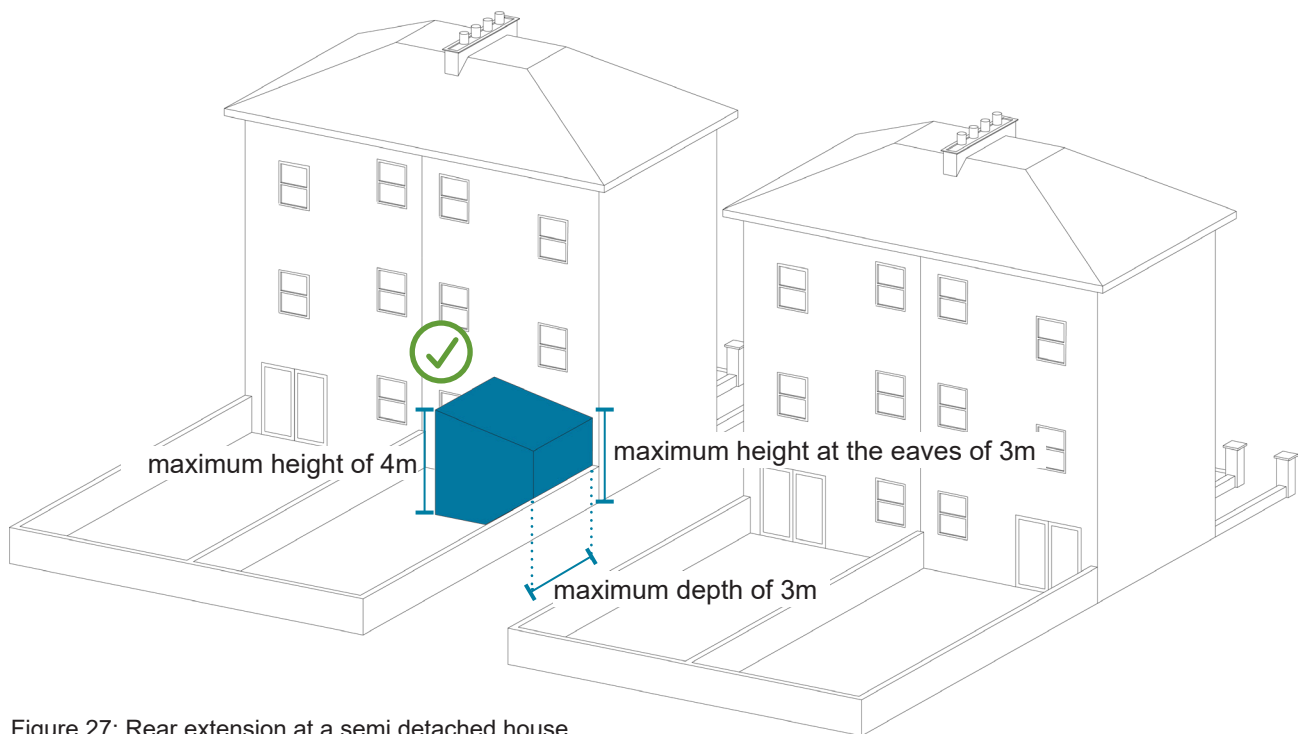 maximum height of 4m
maximum height at the eaves of 3m
maximum depth of 3m
Figure 27: Rear extension at a semi detached house